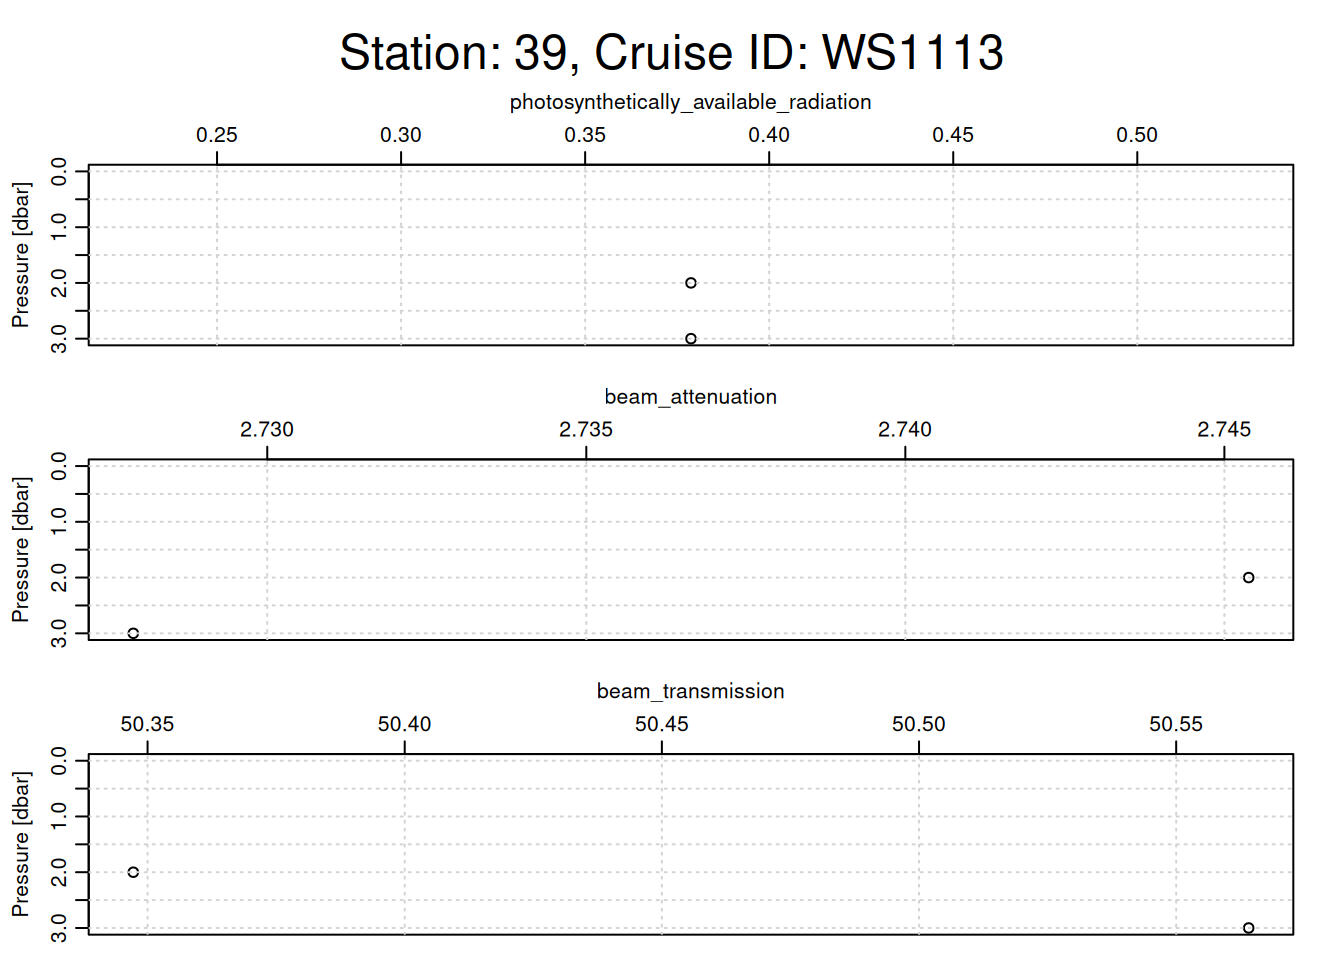 Station: 39, Cruise ID: WS1113
photosynthetically_available_radiation
0.25 0.30 0.35 0.40 0.45 0.50
Pressure [dbar]
0.0 1.0 2.0 3.0
beam_attenuation
2.730 2.735 2.740 2.745
Pressure [dbar]
0.0 1.0 2.0 3.0
beam_transmission
50.35 50.40 50.45 50.50 50.55
Pressure [dbar]
0.0 1.0 2.0 3.0